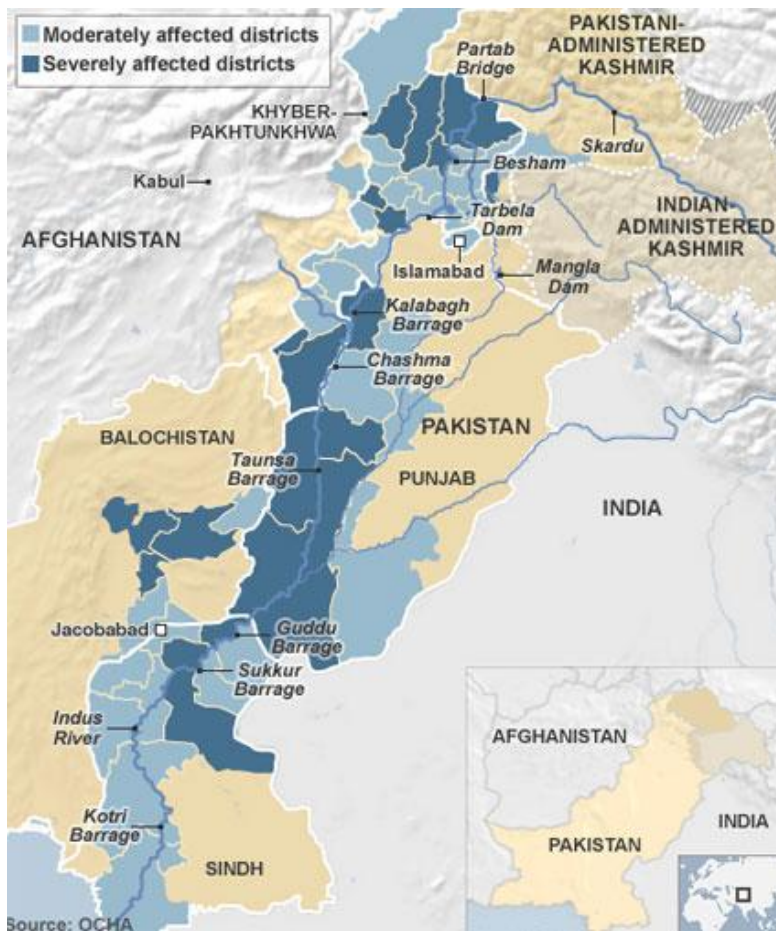 Moderately affected districts
Severely affected districts
Partab
Bridge
PAKISTANI-
ADMINISTERED
KASHMIR
KHYBER-
PAKHTUNKHWA
Skardu
Besham
Kabul
Tarbela
Dam
INDIAN-
ADMINISTERED
KASHMIR
AFGHANISTAN
Islamabad
Mangla
Dam
Kalabagh
Barrage
Chashma
Barrage
BALOCHISTAN
PAKISTAN
Taunsa
Barrage
PUNJAB
INDIA
Jacobabad
Guddu
Barrage
Sukkur
Barrage
Indus
River
Kotri
Barrage
SINDH
AFGHANISTAN
INDIA
PAKISTAN
Source: OCHA